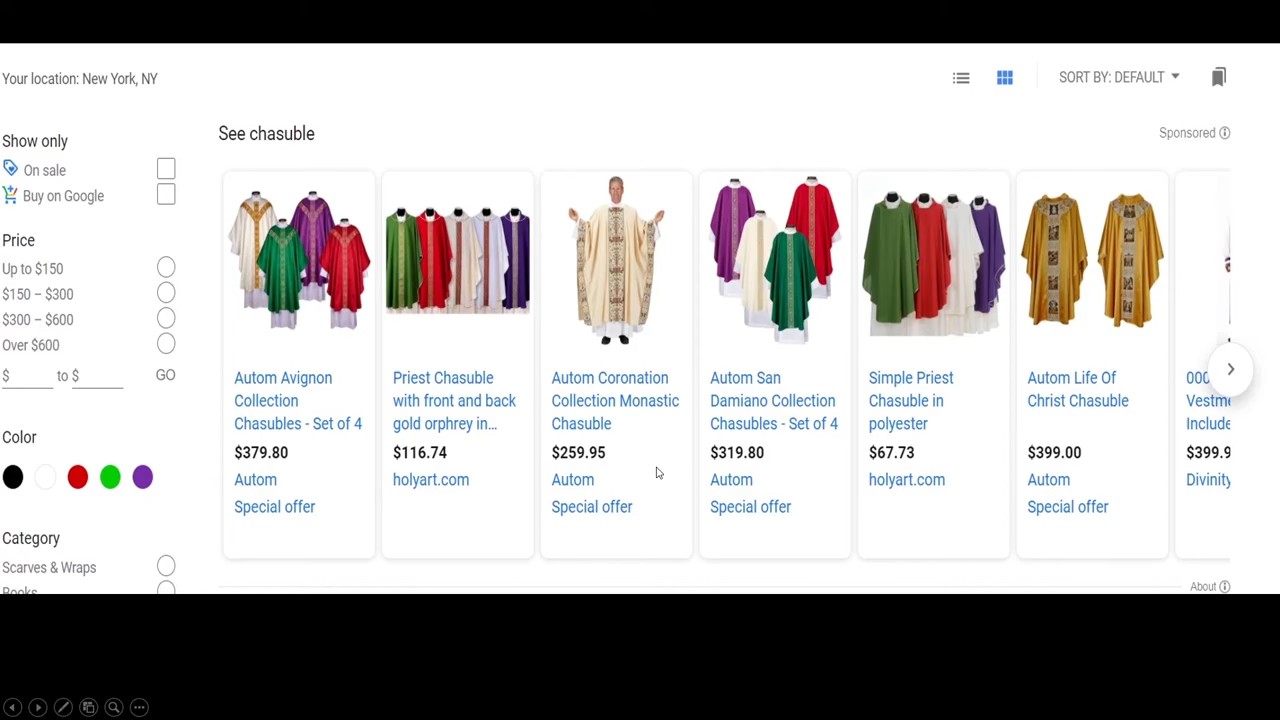 Your location: New York, NY
SORT BY: DEFAULT
Show only
On sale
Buy on Google
Price
Up to $150
$150 – $300
$300 – $600
Over $600
$ to $ GO
Color
Category
Scarves & Wraps
Books
See chasuble
Sponsored
Autom Avignon
Collection
Chasubles - Set of 4
$379.80
Autom
Special offer
Priest Chasuble
with front and back
gold orphrey in...
$116.74
holyart.com
Autom Coronation
Collection Monastic
Chasuble
$259.95
Autom
Special offer
Autom San
Damiano Collection
Chasubles - Set of 4
$319.80
Autom
Special offer
Simple Priest
Chasuble in
polyester
$67.73
holyart.com
Autom Life Of
Christ Chasuble
$399.00
Autom
Special offer
000
Vestme
Include
$399.9
Divinity
About